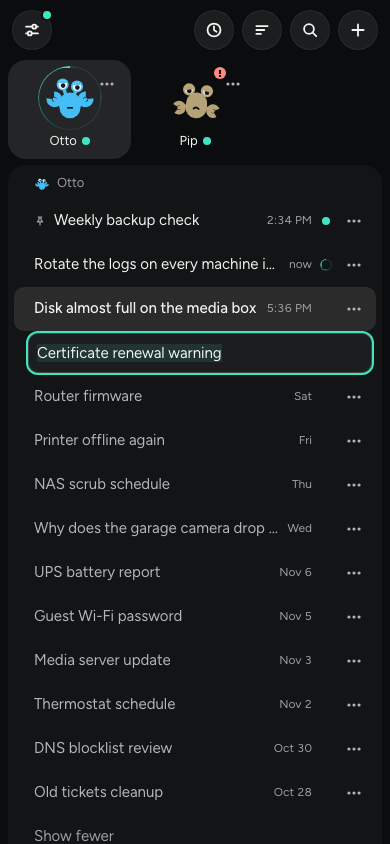 Otto
Pip
Otto
Weekly backup check 2:34 PM
Rotate the logs on every machine i... now
Disk almost full on the media box 5:36 PM
Certificate renewal warning
Router firmware Sat
Printer offline again Fri
NAS scrub schedule Thu
Why does the garage camera drop ... Wed
UPS battery report Nov 6
Guest Wi-Fi password Nov 5
Media server update Nov 3
Thermostat schedule Nov 2
DNS blocklist review Oct 30
Old tickets cleanup Oct 28
Show fewer